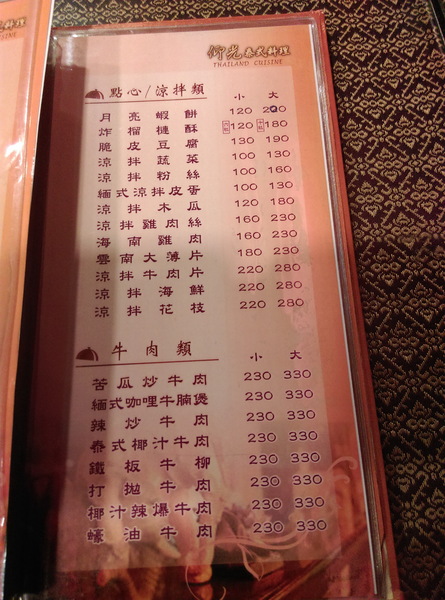 仰光泰式料理
THAILAND CUISINE
點心/涼拌類 小 大
月亮蝦餅 120
炸榴槤酥 120 180
脆皮豆腐 130 190
涼拌蔬菜 100 130
涼拌粉絲 100 160
緬式涼拌皮蛋 100 130
涼拌木瓜 120 180
涼拌雞肉絲 160 230
海南雞肉 160 230
雲南大薄片 180 230
涼拌牛肉片 220 280
涼拌海鮮 220 280
涼拌花枝 220 280
牛肉類 小 大
苦瓜炒牛肉 230 330
緬式咖哩牛腩煲 230 330
辣炒牛肉 230 330
泰式椰汁牛肉 230 330
鐵板牛柳 230 330
打拋牛肉 230 330
椰汁辣爆牛肉 230 330
蠔油牛肉 230 330